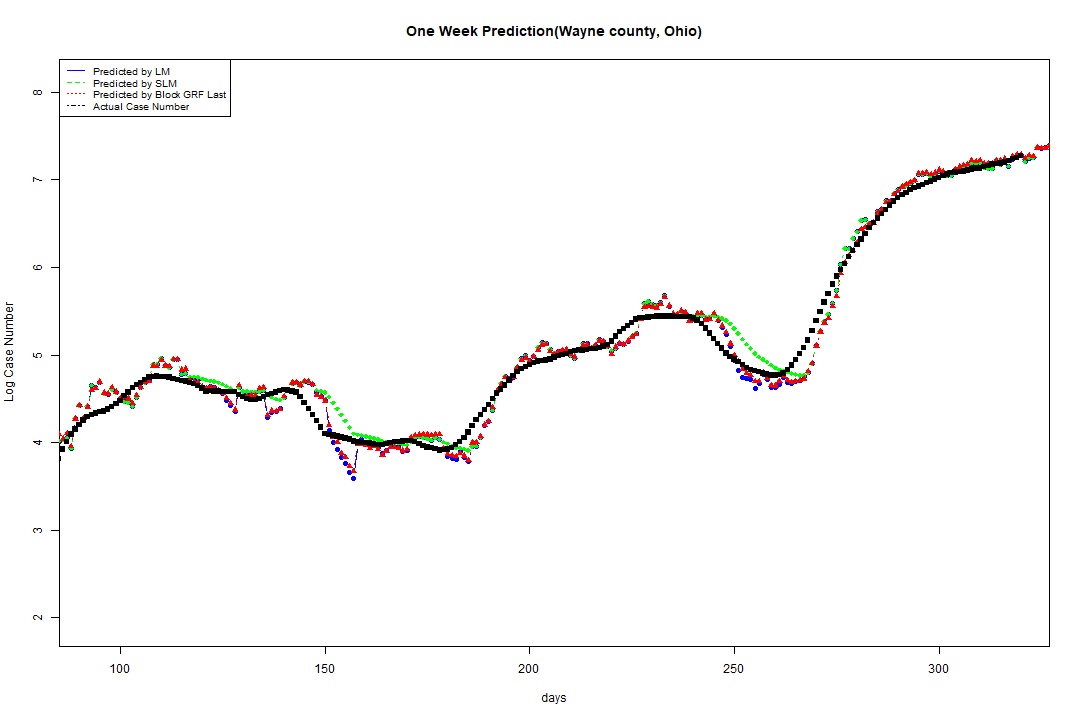 One Week Prediction(Wayne county, Ohio)
Predicted by LM
Predicted by SLM
Predicted by Block GRF Last
Actual Case Number
Log Case Number
8
7
6
5
4
3
2
100 150 200 250 300
days